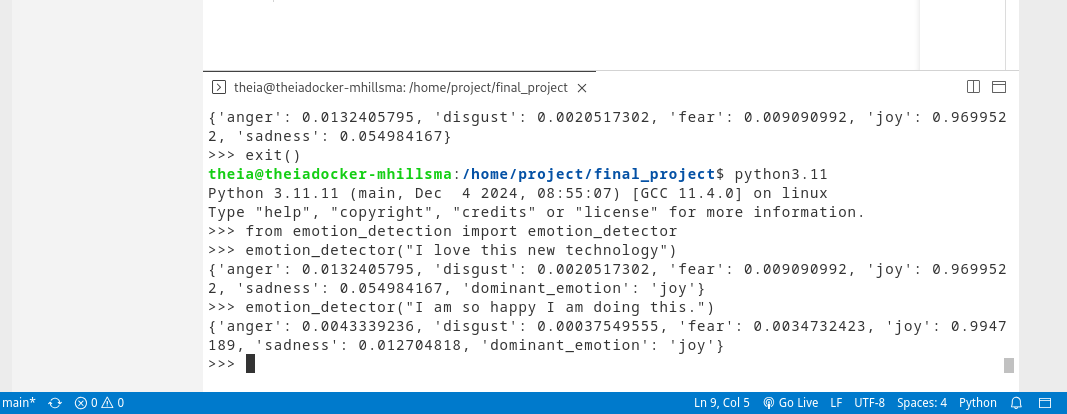 theia@theiadocker-mhillsma: /home/project/final_project ×
{'anger': 0.0132405795, 'disgust': 0.0020517302, 'fear': 0.009090992, 'joy': 0.969952
2, 'sadness': 0.054984167}
>>> exit()
theia@theiadocker-mhillsma:/home/project/final_project$ python3.11
Python 3.11.11 (main, Dec  4 2024, 08:55:07) [GCC 11.4.0] on linux
Type "help", "copyright", "credits" or "license" for more information.
>>> from emotion_detection import emotion_detector
>>> emotion_detector("I love this new technology")
{'anger': 0.0132405795, 'disgust': 0.0020517302, 'fear': 0.009090992, 'joy': 0.969952
2, 'sadness': 0.054984167, 'dominant_emotion': 'joy'}
>>> emotion_detector("I am so happy I am doing this.")
{'anger': 0.0043339236, 'disgust': 0.00037549555, 'fear': 0.0034732423, 'joy': 0.9947
189, 'sadness': 0.012704818, 'dominant_emotion': 'joy'}
>>>
main* 0 0 Ln 9, Col 5 Go Live LF UTF-8 Spaces: 4 Python